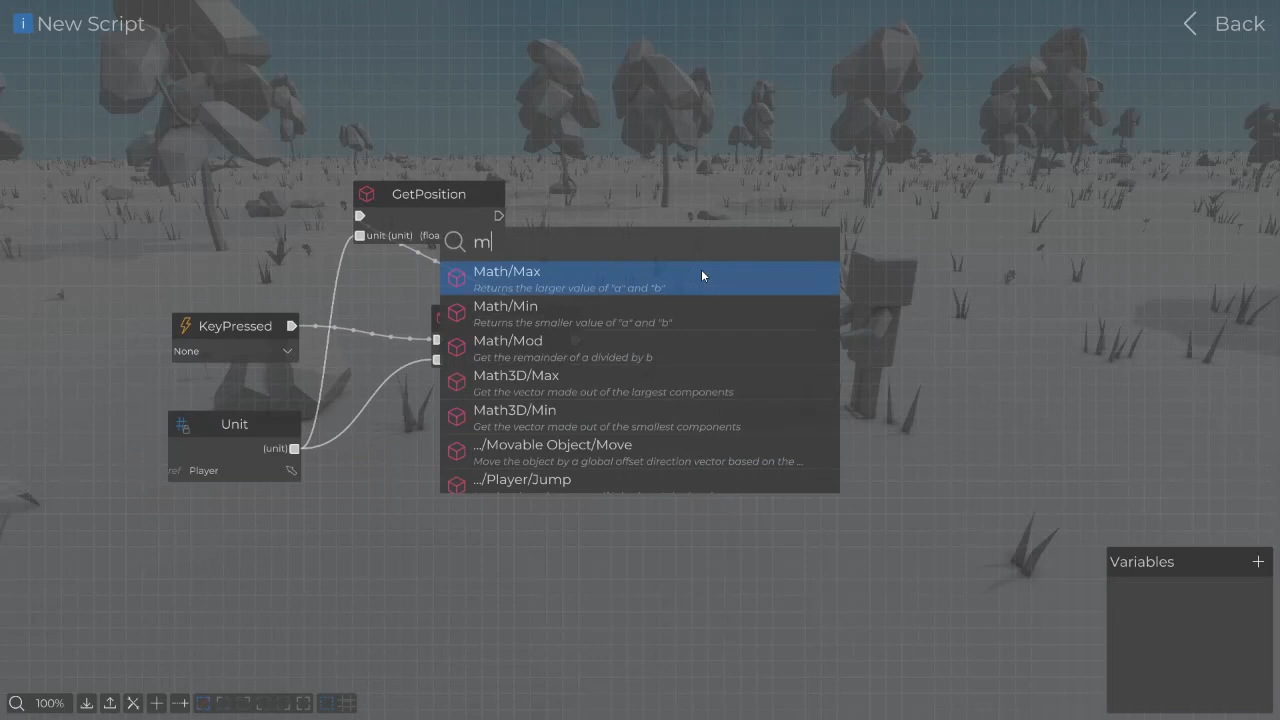 i New Script
Back
GetPosition
unit (unit) (floa
m
Math/Max
Returns the larger value of "a" and "b"
Math/Min
Returns the smaller value of "a" and "b"
Math/Mod
Get the remainder of a divided by b
Math3D/Max
Get the vector made out of the largest components
Math3D/Min
Get the vector made out of the smallest components
.../Movable Object/Move
Move the object by a global offset direction vector based on the ...
.../Player/Jump
KeyPressed
None
Unit
(unit)
ref Player
Variables +
100%